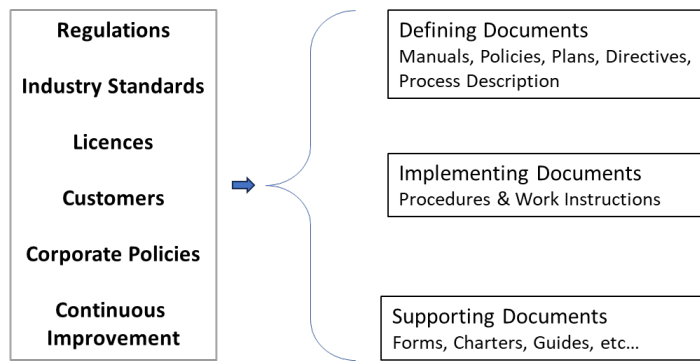 Regulations
Industry Standards
Licences
Customers
Corporate Policies
Continuous
Improvement
Defining Documents
Manuals, Policies, Plans, Directives,
Process Description
Implementing Documents
Procedures & Work Instructions
Supporting Documents
Forms, Charters, Guides, etc...